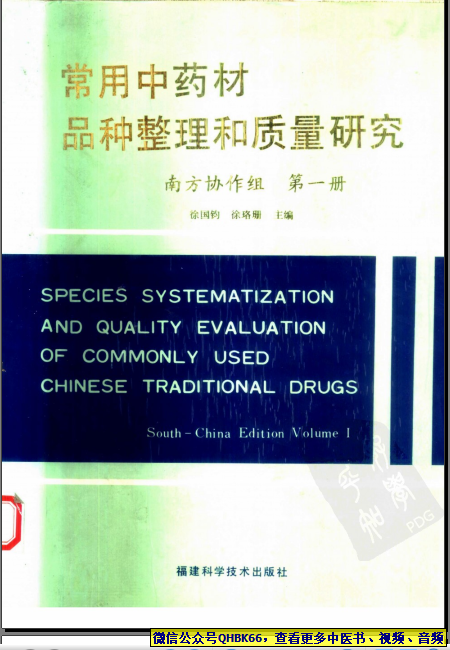 常用中药材
品种整理和质量研究
南方协作组 第一册
徐国钧 徐珞珊 主编
SPECIES SYSTEMATIZATION
AND QUALITY EVALUATION
OF COMMONLY USED
CHINESE TRADITIONAL DRUGS
South-China Edition Volume I
PDG
福建科学技术出版社
微信公众号QHBK66，查看更多中医书、视频、音频